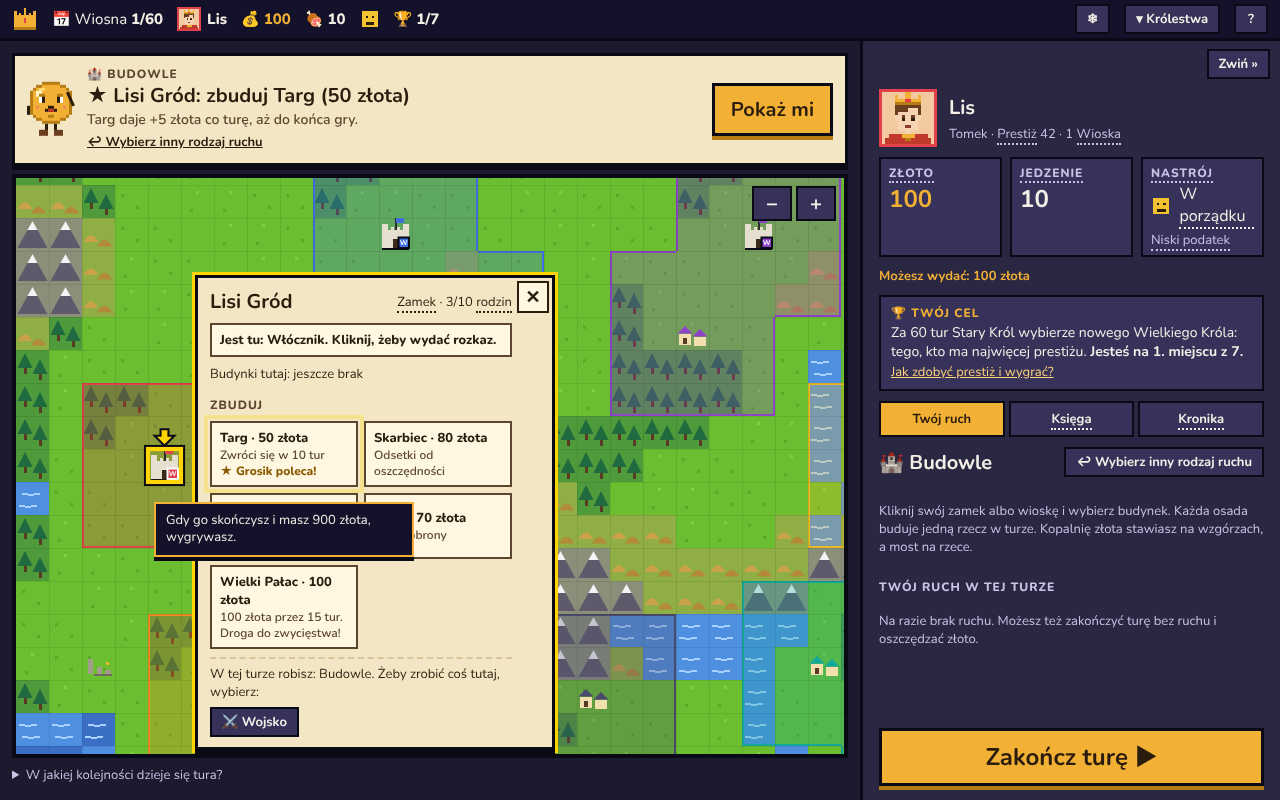 Wiosna 1/60
Lis
100
10
1/7
▾ Królestwa
?
BUDOWLE
★ Lisi Gród: zbuduj Targ (50 złota)
Targ daje +5 złota co turę, aż do końca gry.
↩ Wybierz inny rodzaj ruchu
Pokaż mi
−
+
W
W
W
Lisi Gród
Zamek · 3/10 rodzin
✕
Jest tu: Włócznik. Kliknij, żeby wydać rozkaz.
Budynki tutaj: jeszcze brak
ZBUDUJ
Targ · 50 złota
Zwróci się w 10 tur
★ Grosik poleca!
Skarbiec · 80 złota
Odsetki od
oszczędności
70 złota
Gdy go skończysz i masz 900 złota,
wygrywasz.
Wielki Pałac · 100
złota
100 złota przez 15 tur.
Droga do zwycięstwa!
W tej turze robisz: Budowle. Żeby zrobić coś tutaj,
wybierz:
⚔️ Wojsko
▶ W jakiej kolejności dzieje się tura?
Zwiń »
Lis
Tomek · Prestiż 42 · 1 Wioska
ZŁOTO
100
JEDZENIE
10
NASTRÓJ
W
porządku
Niski podatek
Możesz wydać: 100 złota
🏆 TWÓJ CEL
Za 60 tur Stary Król wybierze nowego Wielkiego Króla:
tego, kto ma najwięcej prestiżu. Jesteś na 1. miejscu z 7.
Jak zdobyć prestiż i wygrać?
Twój ruch
Księga
Kronika
Budowle
↩ Wybierz inny rodzaj ruchu
Kliknij swój zamek albo wioskę i wybierz budynek. Każda osada
buduje jedną rzecz w turze. Kopalnię złota stawiasz na wzgórzach,
a most na rzece.
TWÓJ RUCH W TEJ TURZE
Na razie brak ruchu. Możesz też zakończyć turę bez ruchu i
oszczędzać złoto.
Zakończ turę ▶